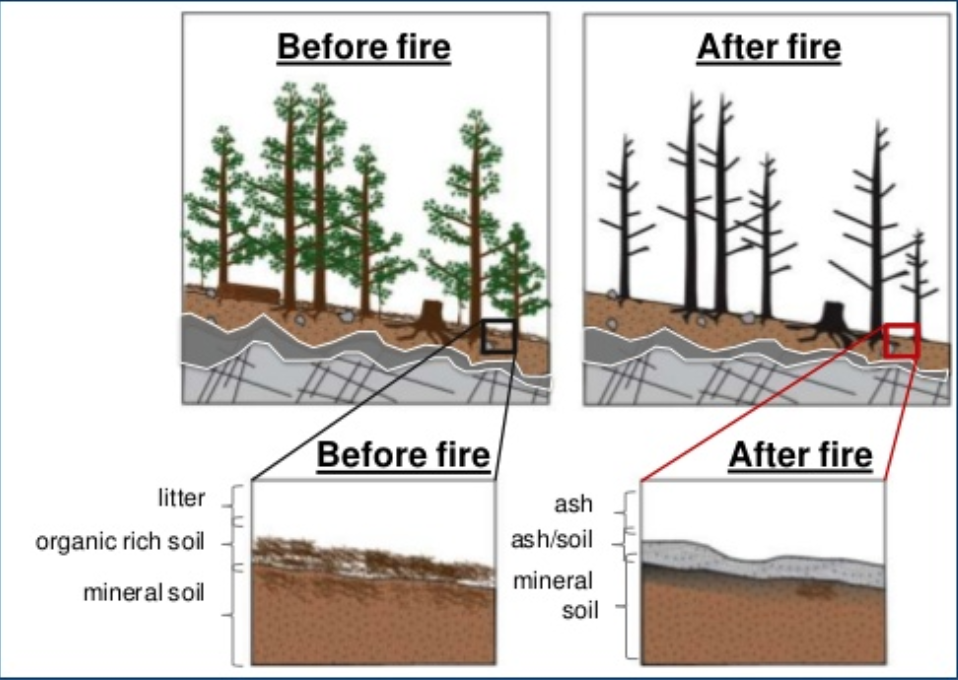 Before fire
After fire
Before fire
litter
organic rich soil
mineral soil
After fire
ash
ash/soil
mineral
soil